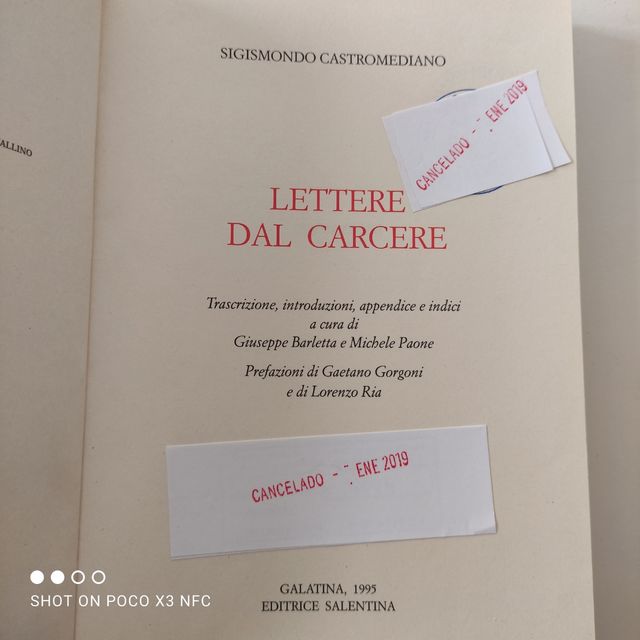 ALLINO
SIGISMONDO CASTROMEDIANO
CANCELADO - - ENE 2019
LETTERE
DAL CARCERE
Trascrizione, introduzioni, appendice e indici
a cura di
Giuseppe Barletta e Michele Paone
Prefazioni di Gaetano Gorgoni
e di Lorenzo Ria
CANCELADO - - ENE 2019
GALATINA, 1995
EDITRICE SALENTINA
SHOT ON POCO X3 NFC